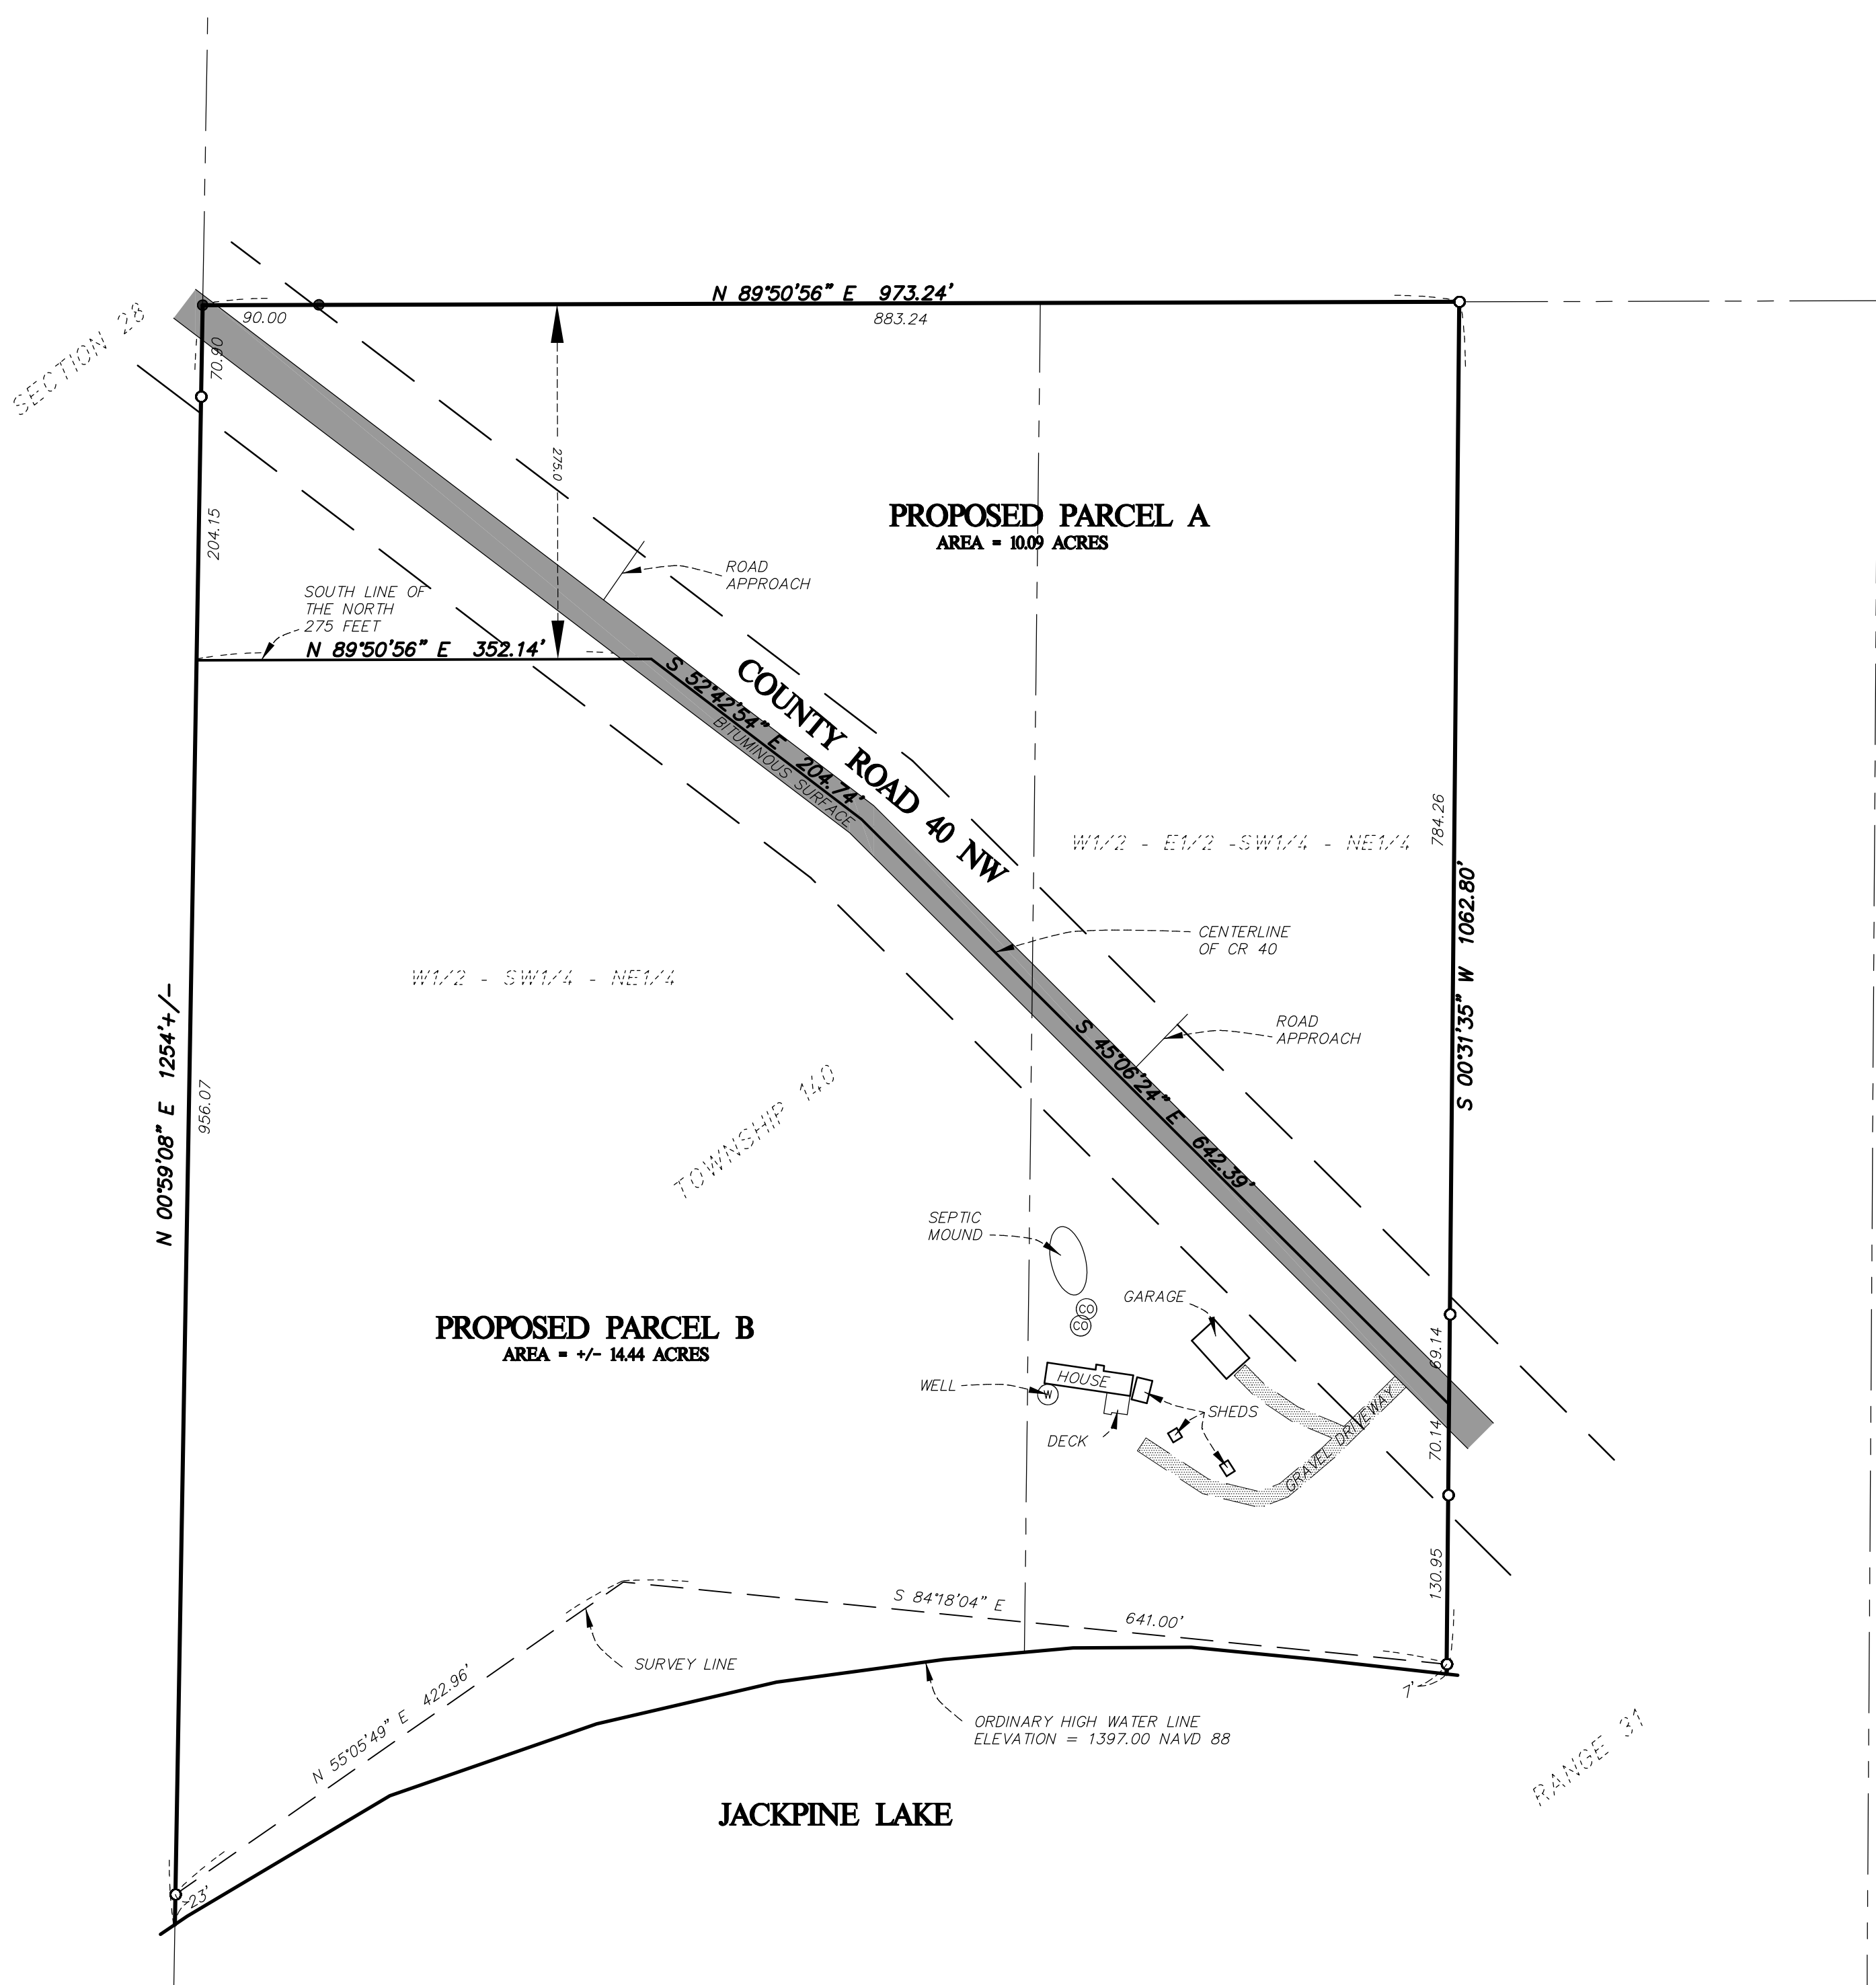 N 89°50'56" E 973.24'
90.00
883.24
SECTION 28
70.90
275.0
204.15
PROPOSED PARCEL A
AREA = 10.09 ACRES
ROAD
APPROACH
SOUTH LINE OF
THE NORTH
275 FEET
N 89°50'56" E 352.14'
S 52°42'54" E 204.74'
BITUMINOUS SURFACE
COUNTY ROAD 40 NW
784.26
W1/2 - E1/2 -SW1/4 - NE1/4
S 00°31'35" W 1062.80'
CENTERLINE
OF CR 40
W1/2 - SW1/4 - NE1/4
N 00°59'08" E 1254'+/-
956.07
ROAD
APPROACH
S 45°06'24" E 642.39'
TOWNSHIP 140
SEPTIC
MOUND
GARAGE
CO
CO
PROPOSED PARCEL B
AREA = +/- 14.44 ACRES
69.14
HOUSE
WELL
W
SHEDS
DECK
GRAVEL DRIVEWAY
70.14
130.95
S 84°18'04" E
641.00'
SURVEY LINE
N 55°05'49" E 422.96'
7'
ORDINARY HIGH WATER LINE
ELEVATION = 1397.00 NAVD 88
RANGE 31
JACKPINE LAKE
23'